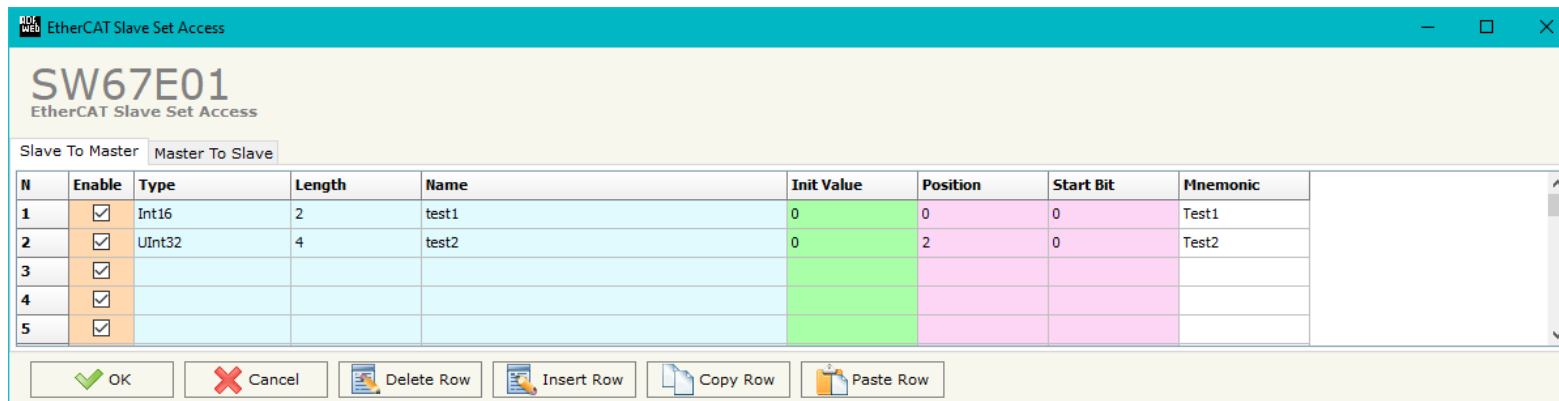 ADF WEB EtherCAT Slave Set Access
SW67E01
EtherCAT Slave Set Access
Slave To Master Master To Slave
N Enable Type Length Name Init Value Position Start Bit Mnemonic
1 Int16 2 test1 0 0 0 Test1
2 UInt32 4 test2 0 2 0 Test2
3
4
5
OK Cancel Delete Row Insert Row Copy Row Paste Row